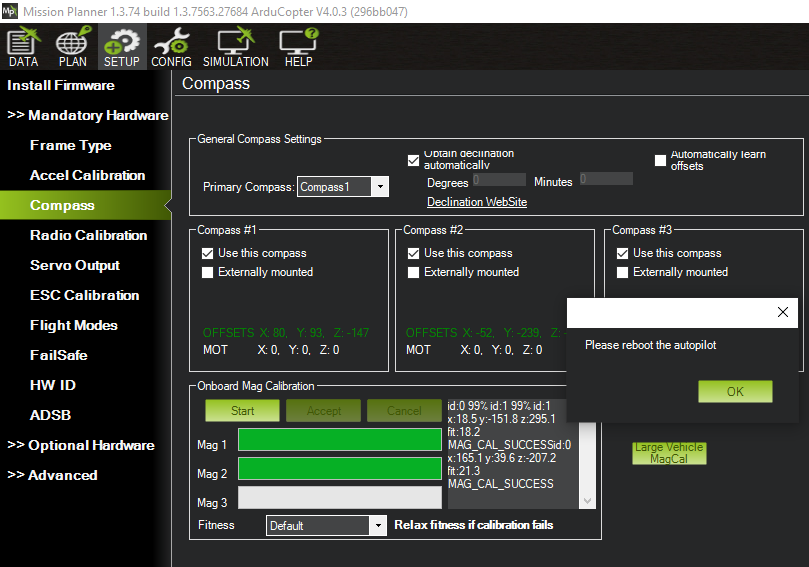 Mission Planner 1.3.74 build 1.3.7563.27684 ArduCopter V4.0.3 (296bb047)
DATA PLAN SETUP CONFIG SIMULATION HELP
Install Firmware
>> Mandatory Hardware
Frame Type
Accel Calibration
Compass
Radio Calibration
Servo Output
ESC Calibration
Flight Modes
FailSafe
HW ID
ADSB
>> Optional Hardware
>> Advanced
Compass
General Compass Settings
Primary Compass: Compass1
Obtain declination
automatically
Degrees 0 Minutes 0
Declination WebSite
Automatically learn
offsets
Compass #1
Use this compass
Externally mounted
OFFSETS X: 80, Y: 93, Z: -147
MOT X: 0, Y: 0, Z: 0
Compass #2
Use this compass
Externally mounted
OFFSETS X: -52, Y: -239, Z: -
MOT X: 0, Y: 0, Z: 0
Compass #3
Use this compass
Externally mounted
Please reboot the autopilot
OK
Onboard Mag Calibration
Start Accept Cancel
Mag 1
Mag 2
Mag 3
id:0 99% id:1 99% id:1
x:18.5 y:-151.8 z:295.1
fit:18.2
MAG_CAL_SUCCESSid:0
x:165.1 y:39.6 z:-207.2
fit:21.3
MAG_CAL_SUCCESS
Fitness Default Relax fitness if calibration fails
Large Vehicle
MagCal